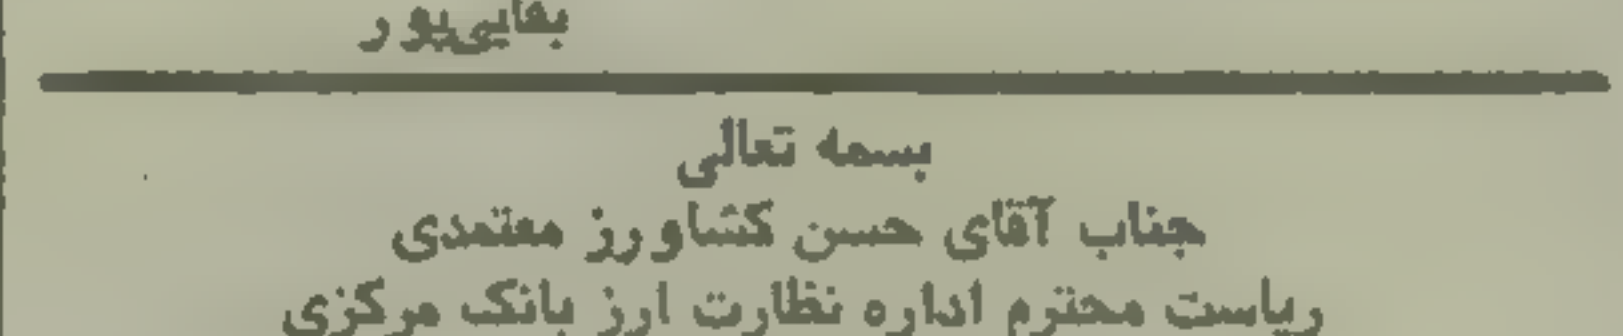 بقایی‌پور
بسمه تعالی
جناب آقای حسن کشاورز معتمدی
ریاست محترم اداره نظارت ارز بانک مرکزی